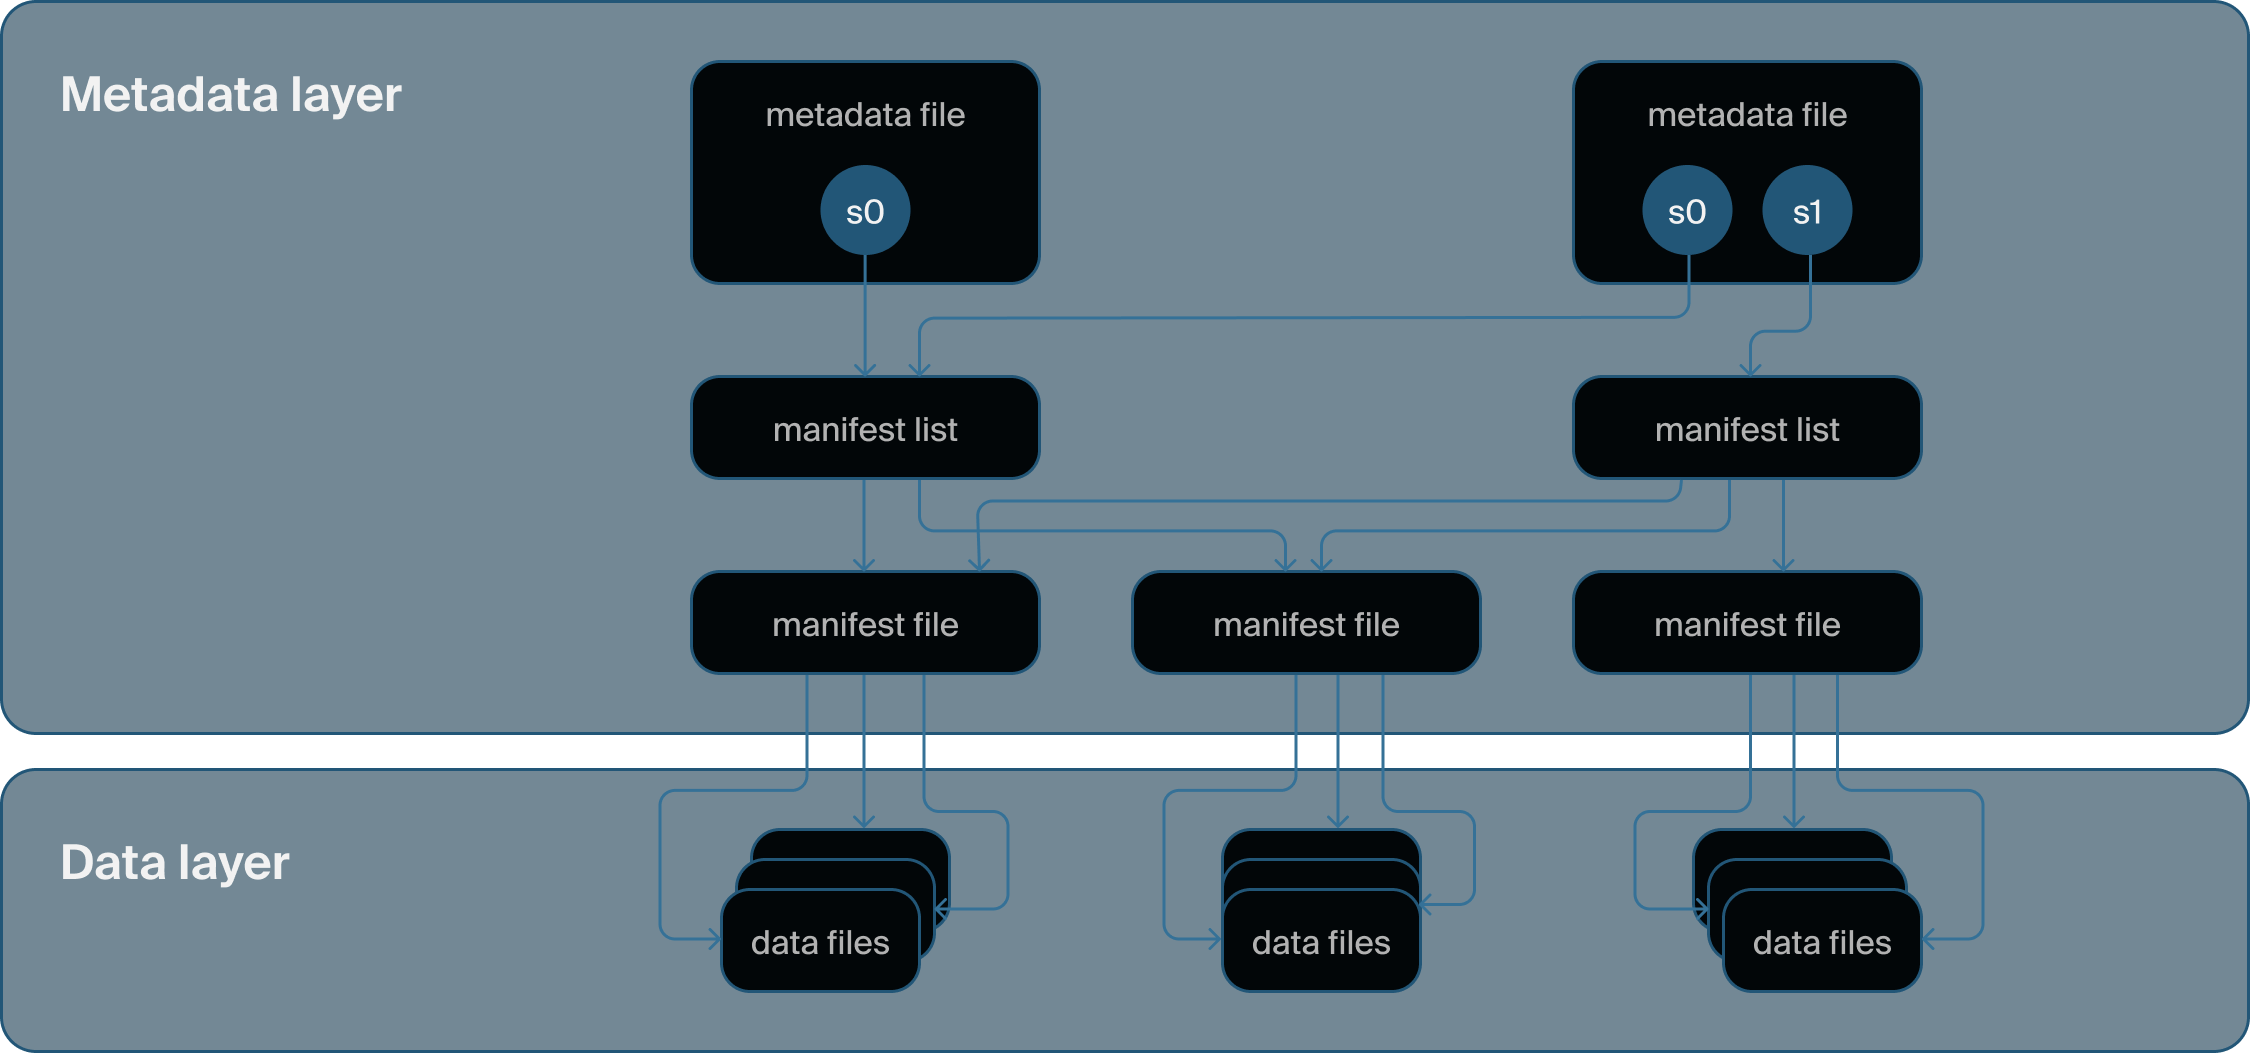 Metadata layer
metadata file
metadata file
s0
s0
s1
manifest list
manifest list
manifest file
manifest file
manifest file
Data layer
data files
data files
data files